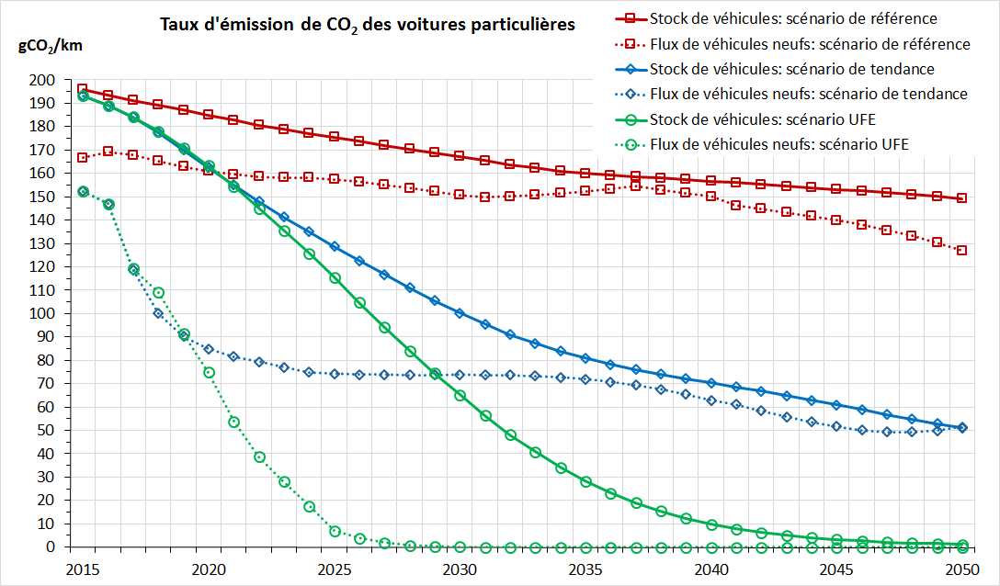 Taux d'émission de CO₂ des voitures particulières
gCO₂/km
Stock de véhicules: scénario de référence
Flux de véhicules neufs: scénario de référence
Stock de véhicules: scénario de tendance
Flux de véhicules neufs: scénario de tendance
Stock de véhicules: scénario UFE
Flux de véhicules neufs: scénario UFE
200
190
180
170
160
150
140
130
120
110
100
90
80
70
60
50
40
30
20
10
0
2015 2020 2025 2030 2035 2040 2045 2050